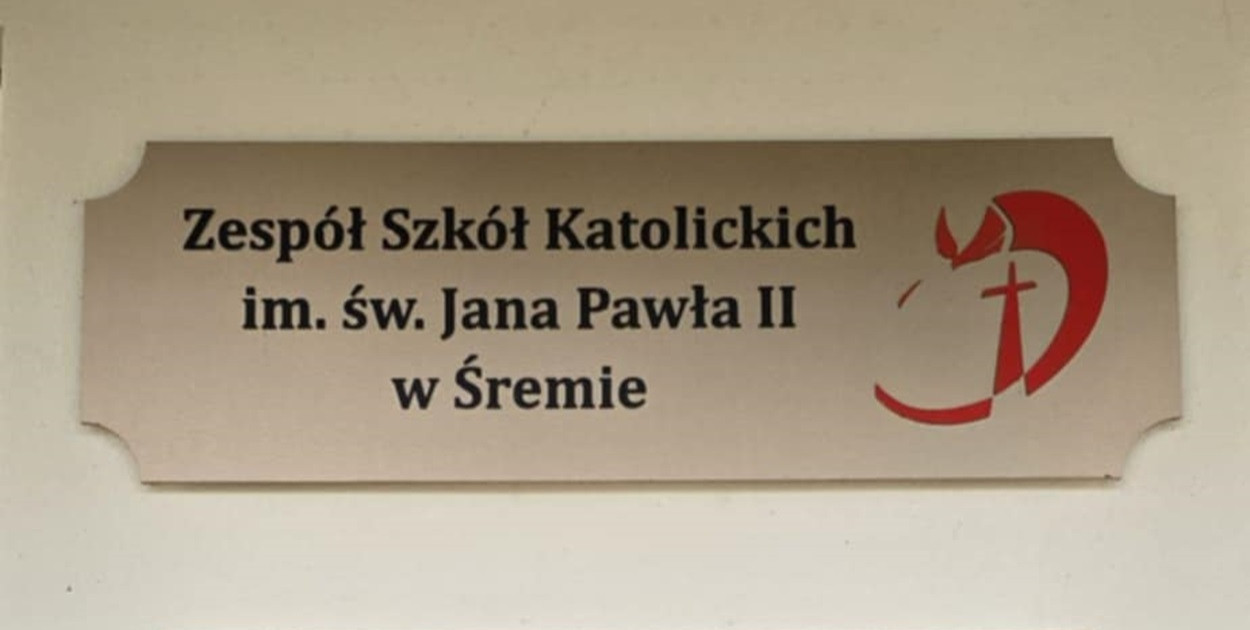 Zespół Szkół Katolickich
im. św. Jana Pawła II
w Śremie